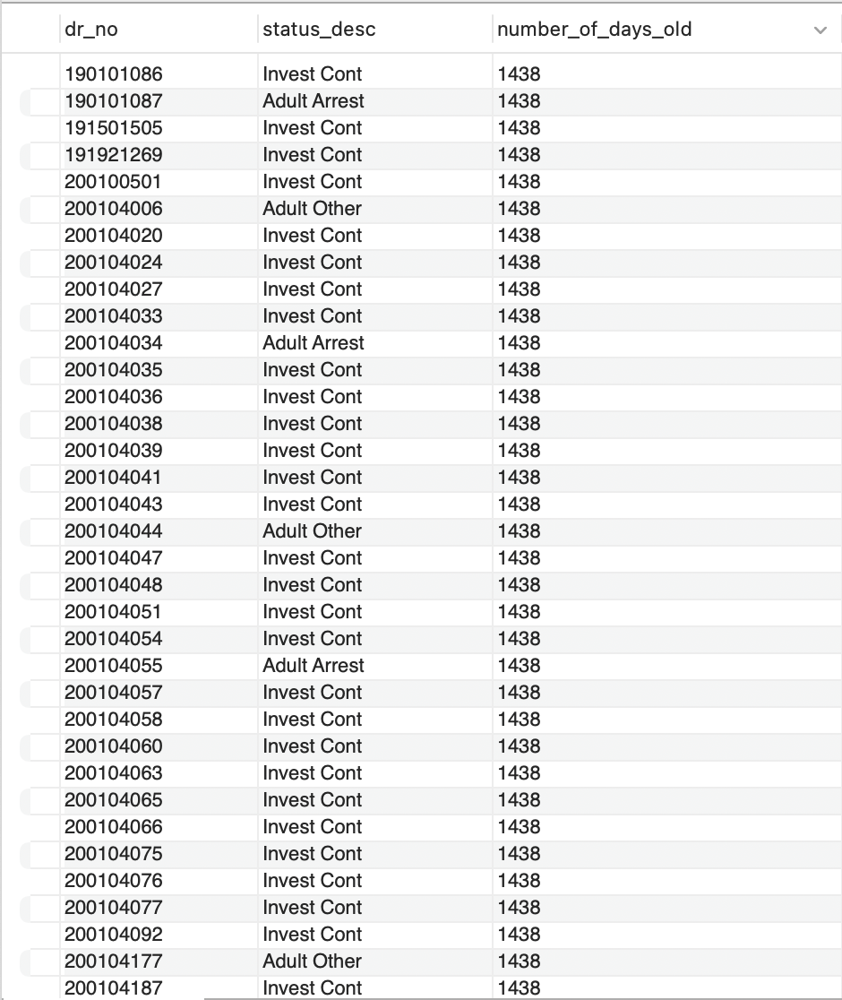 dr_no status_desc number_of_days_old
190101086 Invest Cont 1438
190101087 Adult Arrest 1438
191501505 Invest Cont 1438
191921269 Invest Cont 1438
200100501 Invest Cont 1438
200104006 Adult Other 1438
200104020 Invest Cont 1438
200104024 Invest Cont 1438
200104027 Invest Cont 1438
200104033 Invest Cont 1438
200104034 Adult Arrest 1438
200104035 Invest Cont 1438
200104036 Invest Cont 1438
200104038 Invest Cont 1438
200104039 Invest Cont 1438
200104041 Invest Cont 1438
200104043 Invest Cont 1438
200104044 Adult Other 1438
200104047 Invest Cont 1438
200104048 Invest Cont 1438
200104051 Invest Cont 1438
200104054 Invest Cont 1438
200104055 Adult Arrest 1438
200104057 Invest Cont 1438
200104058 Invest Cont 1438
200104060 Invest Cont 1438
200104063 Invest Cont 1438
200104065 Invest Cont 1438
200104066 Invest Cont 1438
200104075 Invest Cont 1438
200104076 Invest Cont 1438
200104077 Invest Cont 1438
200104092 Invest Cont 1438
200104177 Adult Other 1438
200104187 Invest Cont 1438